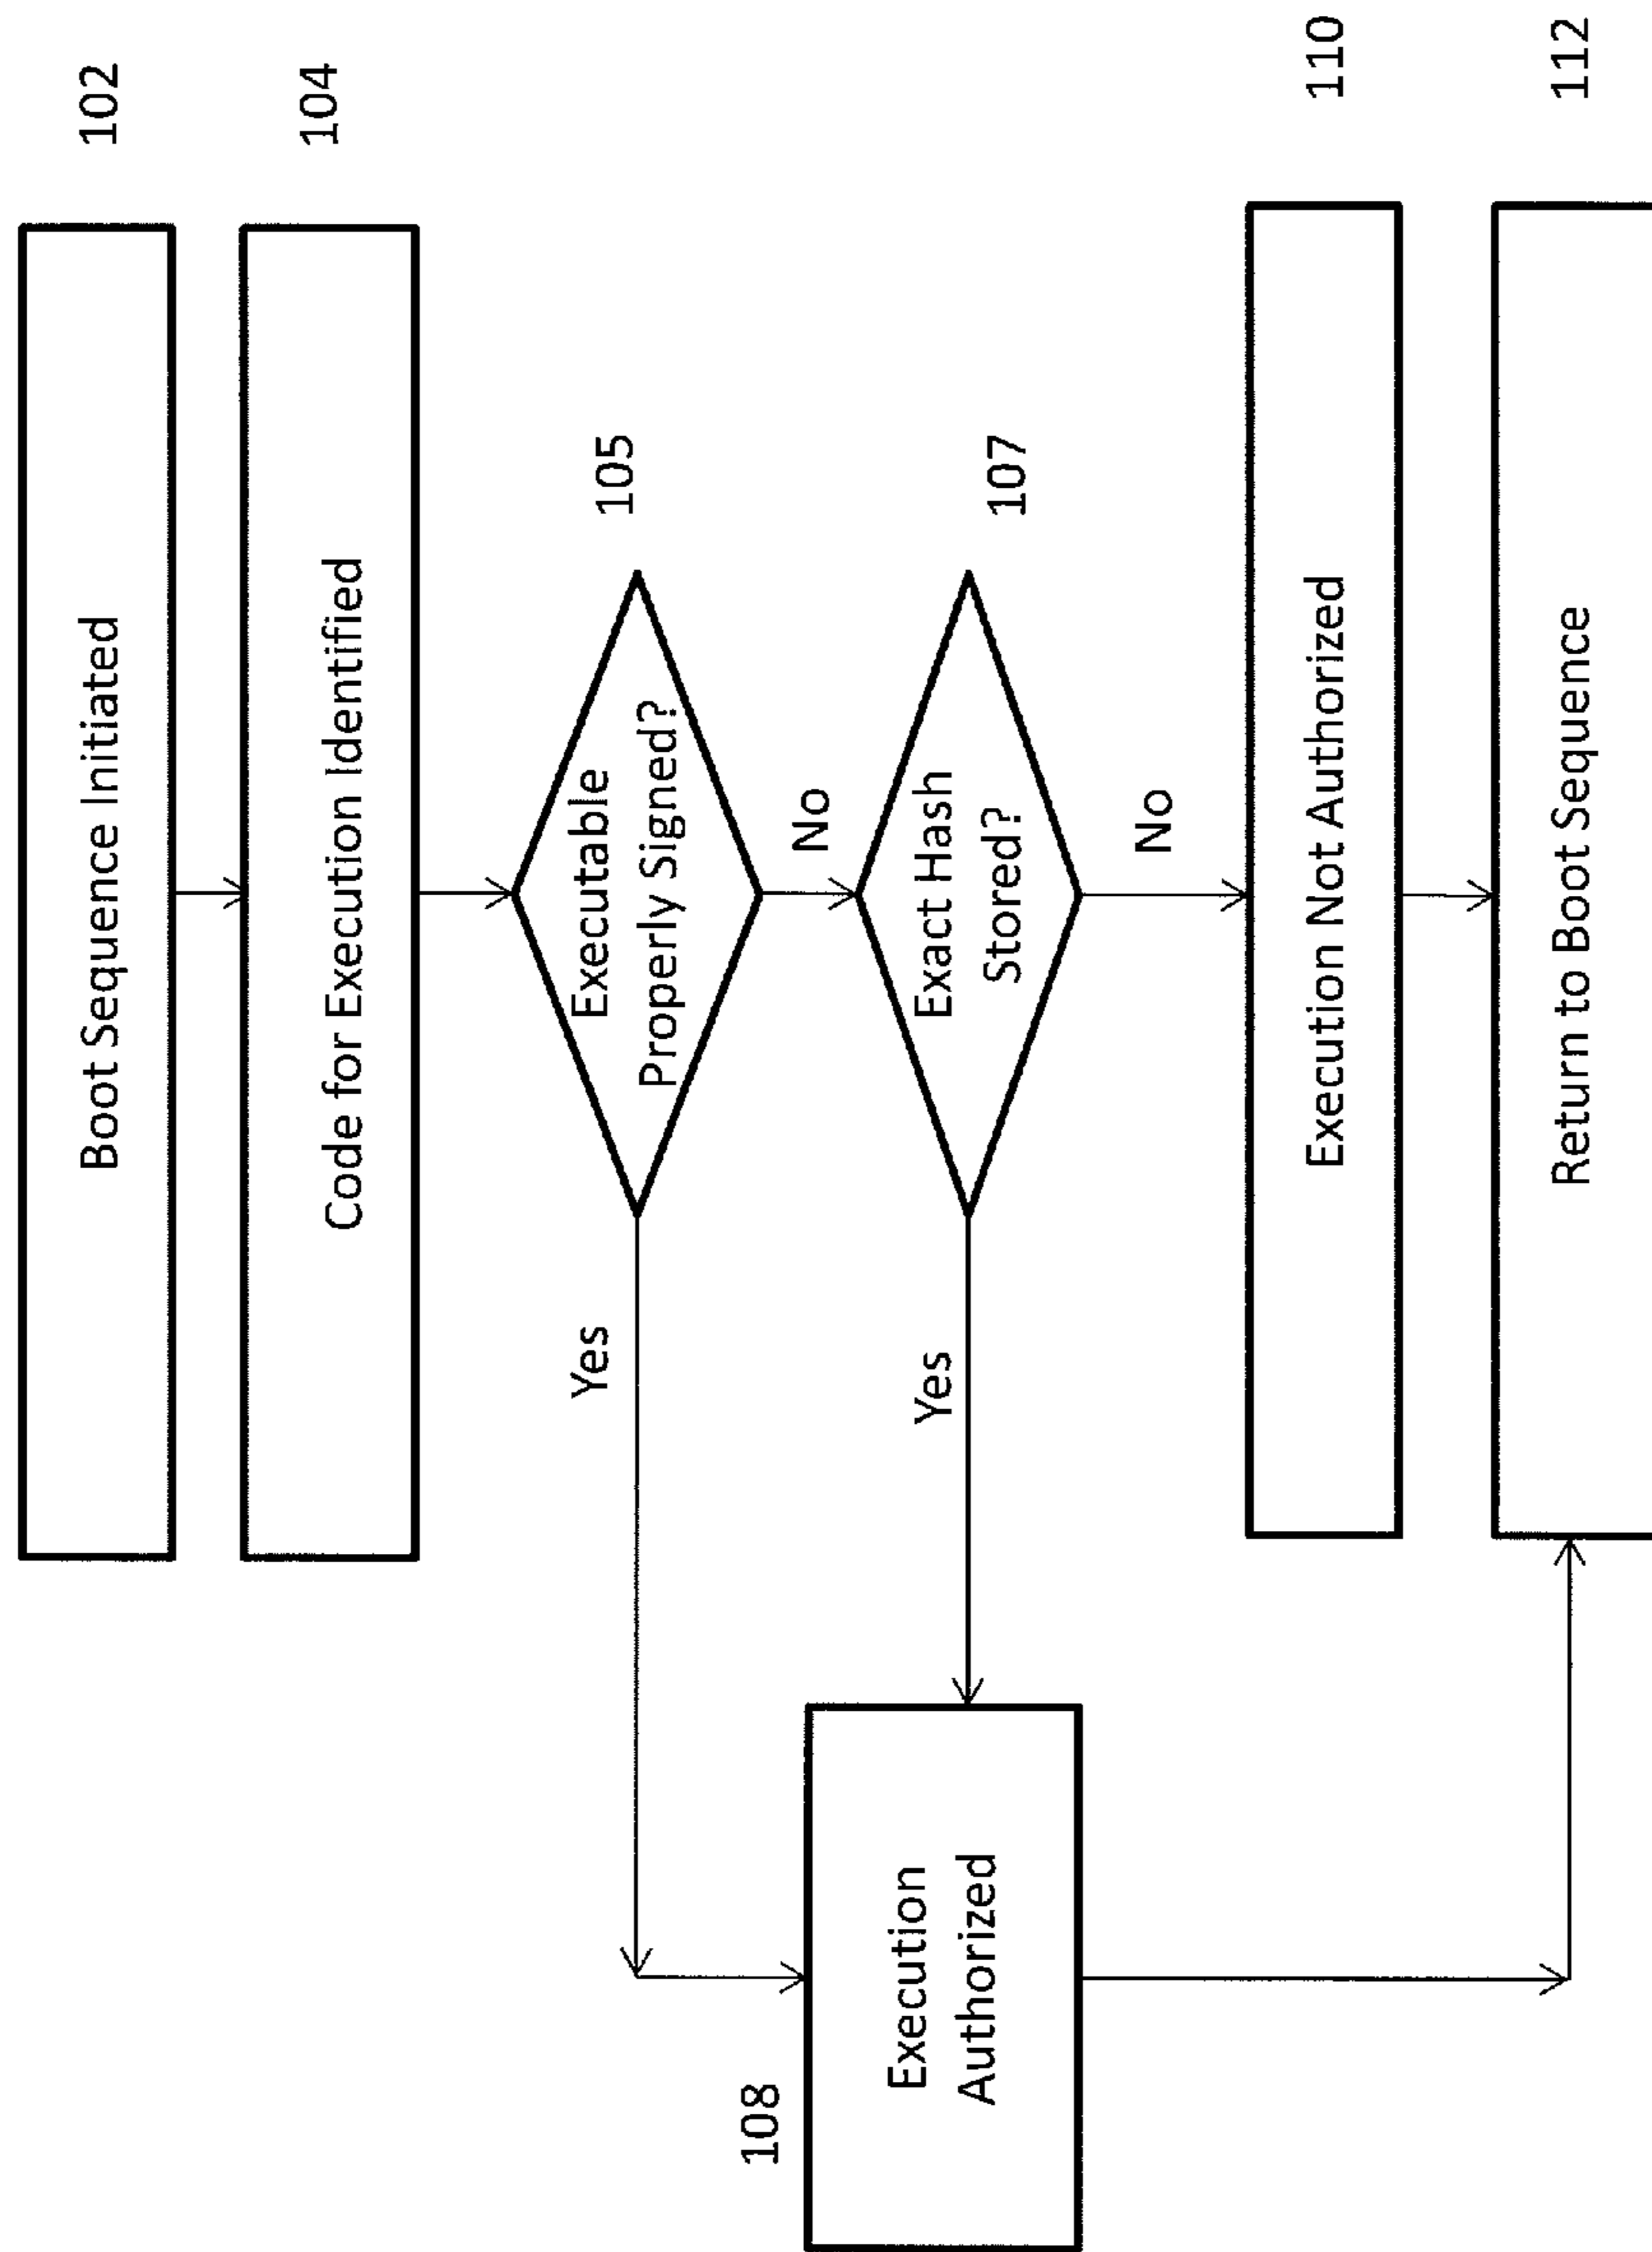 Boot Sequence Initiated
102
Code for Execution Identified
104
Executable
Properly Signed?
105
Yes
No
Exact Hash
Stored?
107
Yes
No
108
Execution
Authorized
Execution Not Authorized
110
Return to Boot Sequence
112